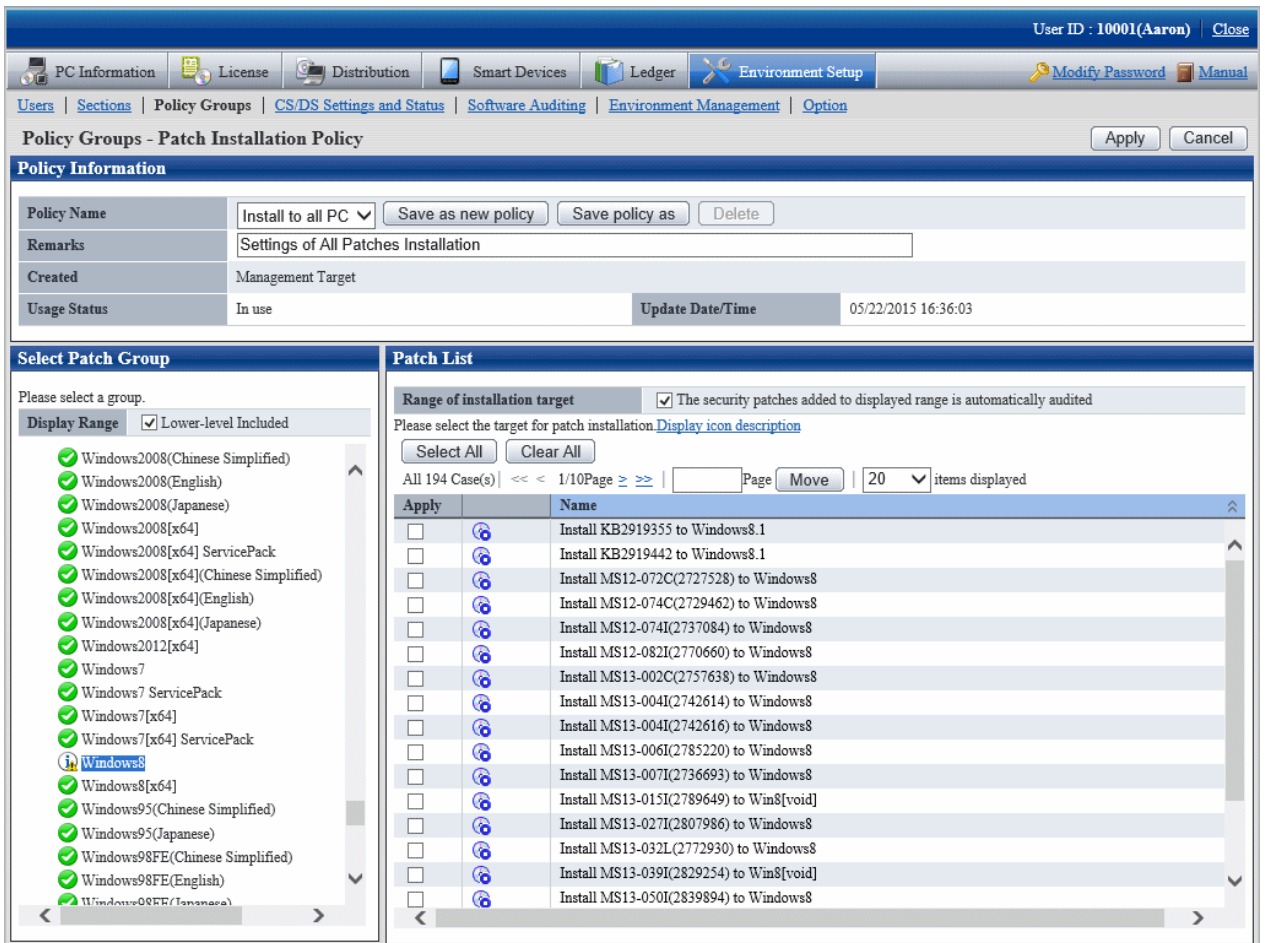 User ID : 10001(Aaron) | Close
PC Information License Distribution Smart Devices Ledger Environment Setup Modify Password Manual
Users | Sections | Policy Groups | CS/DS Settings and Status | Software Auditing | Environment Management | Option
Policy Groups - Patch Installation Policy Apply Cancel
Policy Information
Policy Name Install to all PC Save as new policy Save policy as Delete
Remarks Settings of All Patches Installation
Created Management Target
Usage Status In use Update Date/Time 05/22/2015 16:36:03
Select Patch Group
Please select a group.
Display Range Lower-level Included
Windows2008(Chinese Simplified)
Windows2008(English)
Windows2008(Japanese)
Windows2008[x64]
Windows2008[x64] ServicePack
Windows2008[x64](Chinese Simplified)
Windows2008[x64](English)
Windows2008[x64](Japanese)
Windows2012[x64]
Windows7
Windows7 ServicePack
Windows7[x64]
Windows7[x64] ServicePack
Windows8
Windows8[x64]
Windows95(Chinese Simplified)
Windows95(Japanese)
Windows98FE(Chinese Simplified)
Windows98FE(English)
Windows98FE(Japanese)
Patch List
Range of installation target The security patches added to displayed range is automatically audited
Please select the target for patch installation.Display icon description
Select All Clear All
All 194 Case(s)| << < 1/10Page > >> | Page Move | 20 items displayed
Apply Name
Install KB2919355 to Windows8.1
Install KB2919442 to Windows8.1
Install MS12-072C(2727528) to Windows8
Install MS12-074C(2729462) to Windows8
Install MS12-074I(2737084) to Windows8
Install MS12-082I(2770660) to Windows8
Install MS13-002C(2757638) to Windows8
Install MS13-004I(2742614) to Windows8
Install MS13-004I(2742616) to Windows8
Install MS13-006I(2785220) to Windows8
Install MS13-007I(2736693) to Windows8
Install MS13-015I(2789649) to Win8[void]
Install MS13-027I(2807986) to Windows8
Install MS13-032L(2772930) to Windows8
Install MS13-039I(2829254) to Win8[void]
Install MS13-050I(2839894) to Windows8